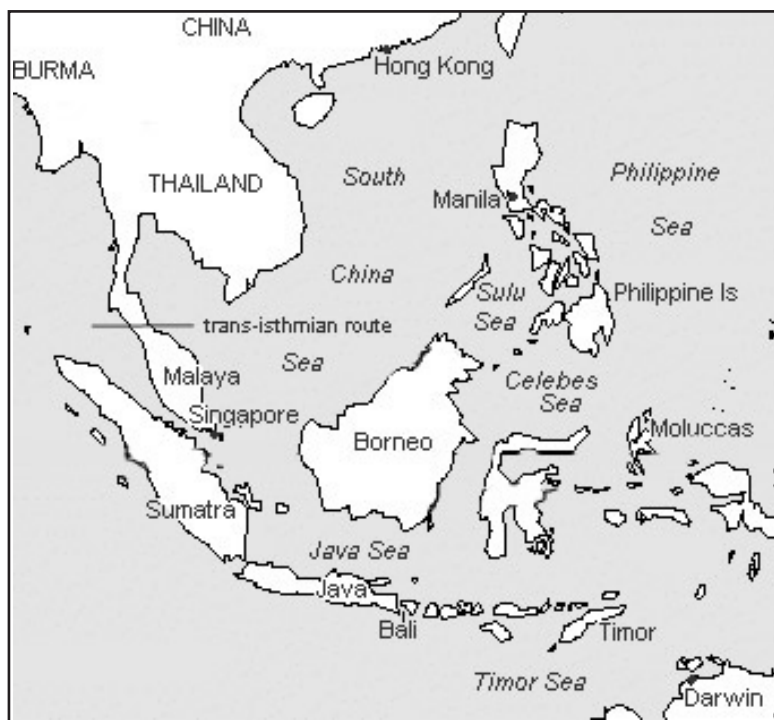 CHINA
Hong Kong
BURMA
THAILAND
South
Philippine
Manila
Sea
China
Sulu
Philippine Is
Sea
trans-isthmian route
Sea
Malaya
Celebes
Sea
Singapore
Borneo
Moluccas
Sumatra
Java Sea
Java
Bali
Timor
Timor Sea
Darwin